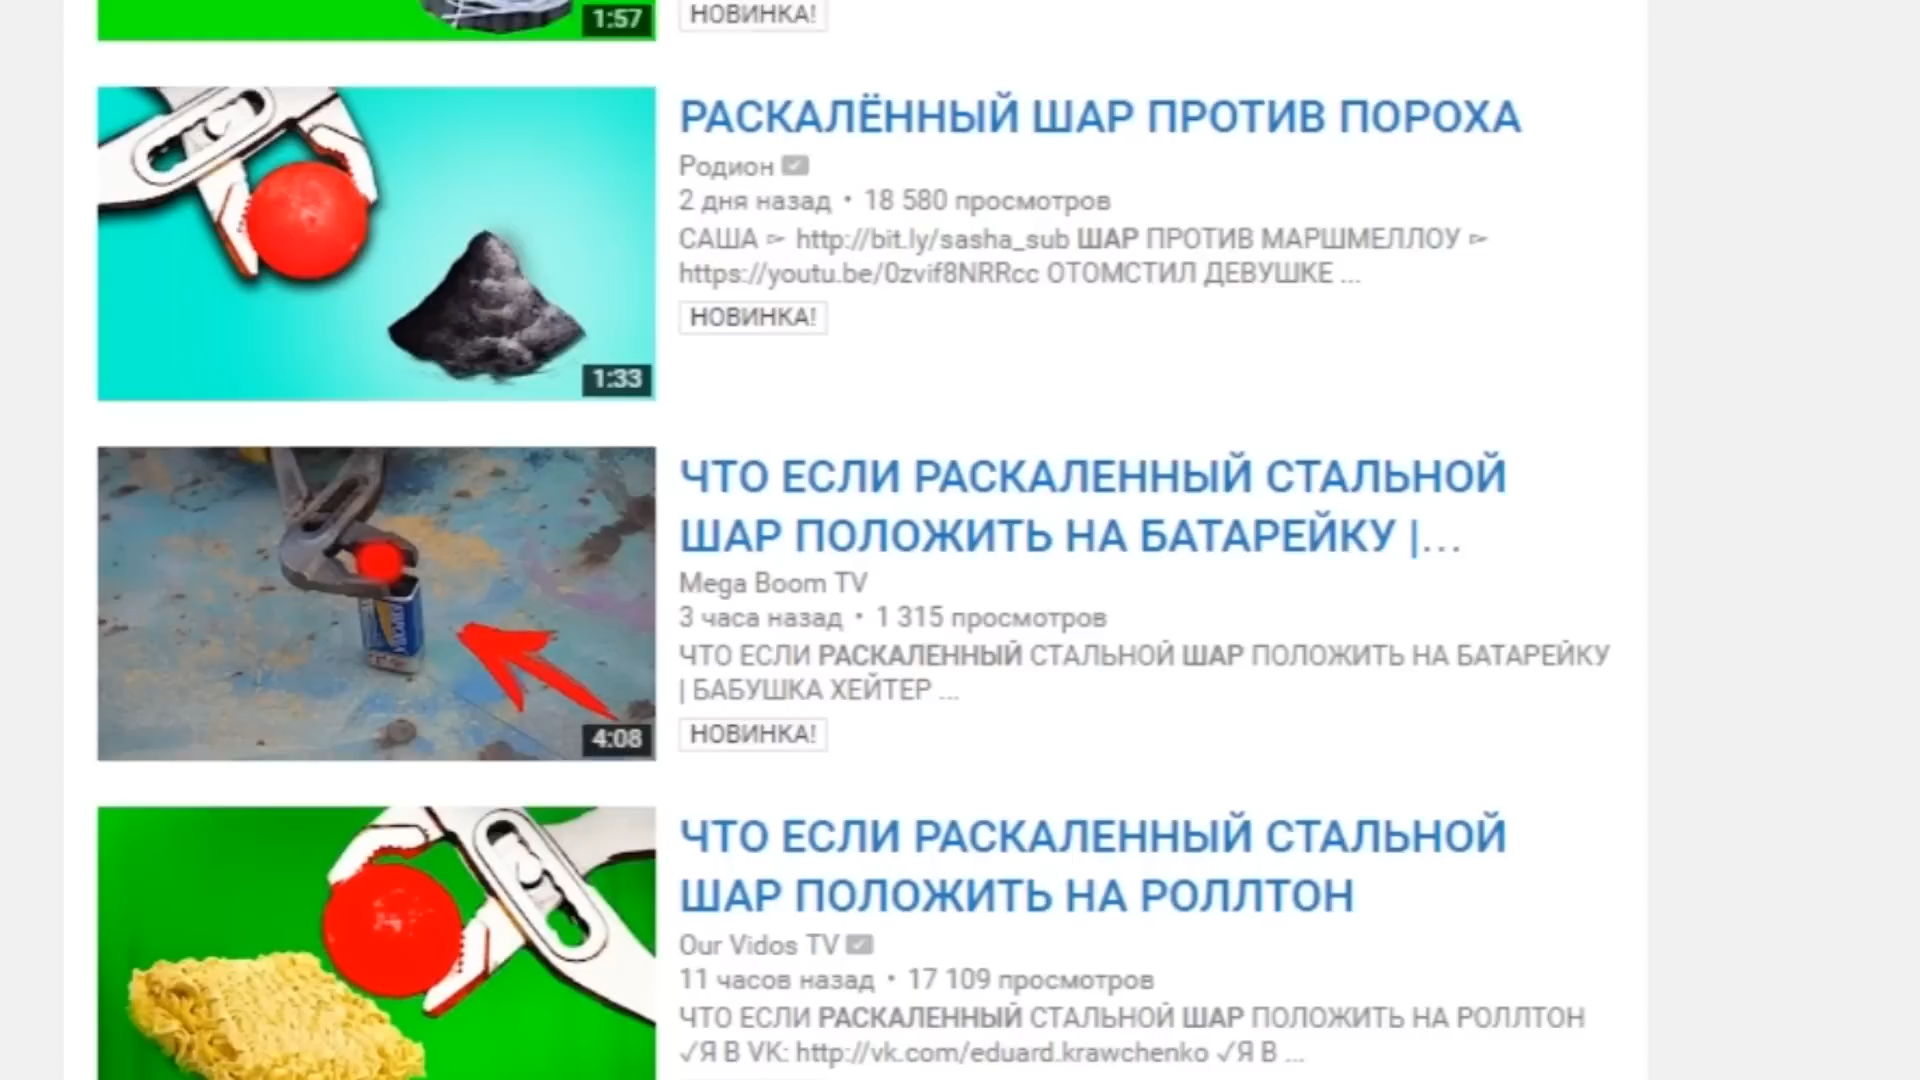 1:57
НОВИНКА!
РАСКАЛЁННЫЙ ШАР ПРОТИВ ПОРОХА
Родион
2 дня назад • 18 580 просмотров
САША ➛ http://bit.ly/sasha_sub ШАР ПРОТИВ МАРШМЕЛЛОУ ➛
https://youtu.be/0zvif8NRRcc ОТОМСТИЛ ДЕВУШКЕ ...
НОВИНКА!
1:33
ЧТО ЕСЛИ РАСКАЛЕННЫЙ СТАЛЬНОЙ
ШАР ПОЛОЖИТЬ НА БАТАРЕЙКУ |...
Mega Boom TV
3 часа назад • 1 315 просмотров
ЧТО ЕСЛИ РАСКАЛЕННЫЙ СТАЛЬНОЙ ШАР ПОЛОЖИТЬ НА БАТАРЕЙКУ
| БАБУШКА ХЕЙТЕР ...
НОВИНКА!
4:08
ЧТО ЕСЛИ РАСКАЛЕННЫЙ СТАЛЬНОЙ
ШАР ПОЛОЖИТЬ НА РОЛЛТОН
Our Vidos TV
11 часов назад • 17 109 просмотров
ЧТО ЕСЛИ РАСКАЛЕННЫЙ СТАЛЬНОЙ ШАР ПОЛОЖИТЬ НА РОЛЛТОН
✓Я В VK: http://vk.com/eduard.krawchenko ✓Я В ...